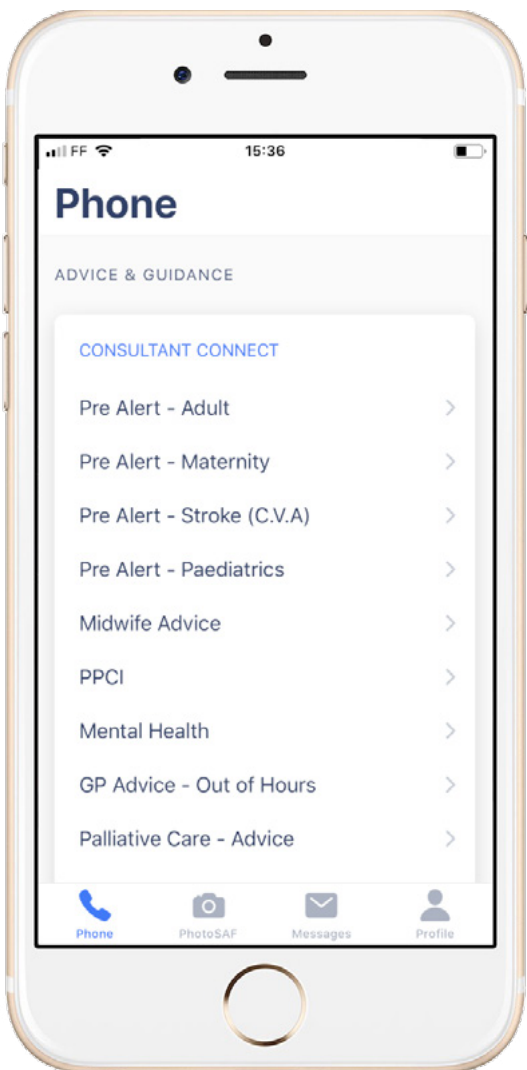 FF 15:36
Phone
ADVICE & GUIDANCE
CONSULTANT CONNECT
Pre Alert - Adult
Pre Alert - Maternity
Pre Alert - Stroke (C.V.A)
Pre Alert - Paediatrics
Midwife Advice
PPCI
Mental Health
GP Advice - Out of Hours
Palliative Care - Advice
Phone PhotoSAF Messages Profile